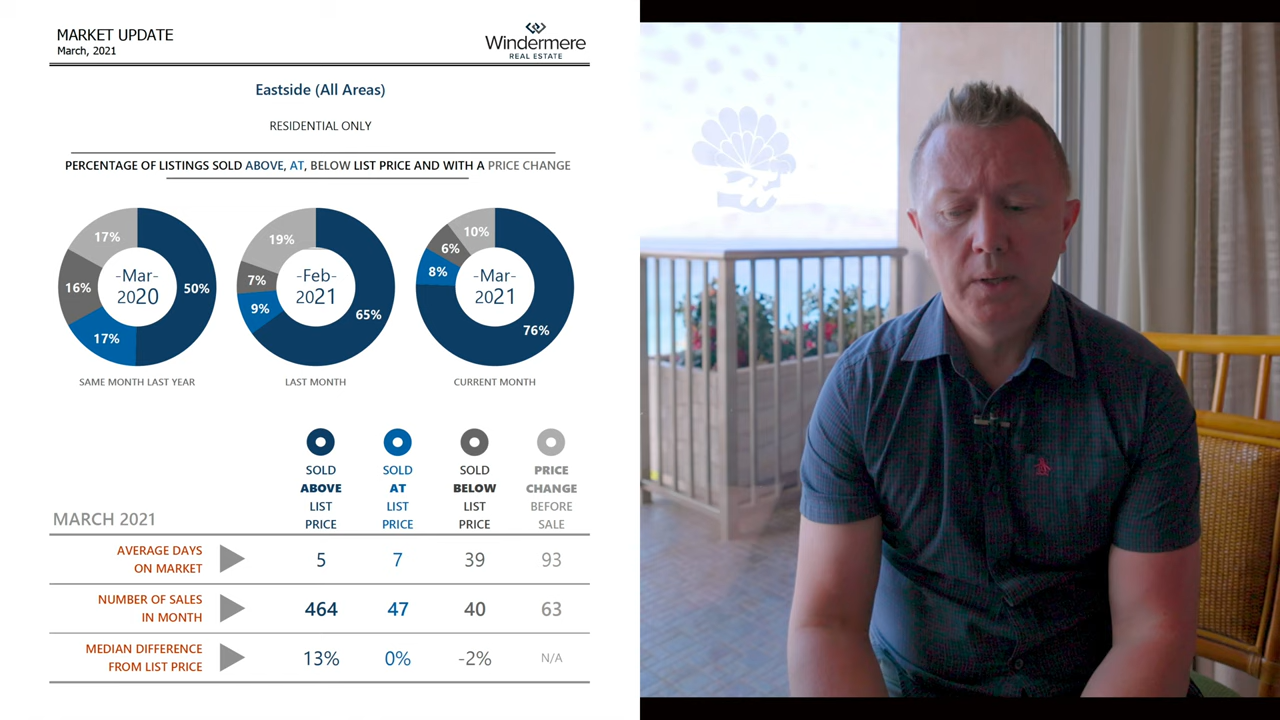 MARKET UPDATE
March, 2021
Windermere
REAL ESTATE
Eastside (All Areas)
RESIDENTIAL ONLY
PERCENTAGE OF LISTINGS SOLD ABOVE, AT, BELOW LIST PRICE AND WITH A PRICE CHANGE
17%
16%
17%
50%
-Mar-
2020
19%
7%
9%
65%
-Feb-
2021
10%
6%
8%
76%
-Mar-
2021
SAME MONTH LAST YEAR
LAST MONTH
CURRENT MONTH
SOLD ABOVE LIST PRICE
SOLD AT LIST PRICE
SOLD BELOW LIST PRICE
PRICE CHANGE BEFORE SALE
MARCH 2021
AVERAGE DAYS ON MARKET 5 7 39 93
NUMBER OF SALES IN MONTH 464 47 40 63
MEDIAN DIFFERENCE FROM LIST PRICE 13% 0% -2% N/A